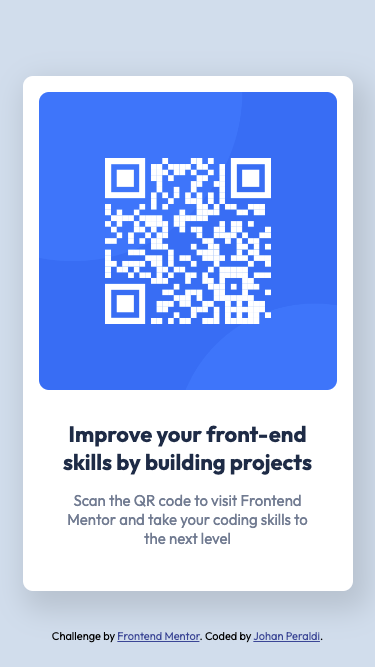 Improve your front-end
skills by building projects
Scan the QR code to visit Frontend
Mentor and take your coding skills to
the next level
Challenge by Frontend Mentor. Coded by Johan Peraldi.